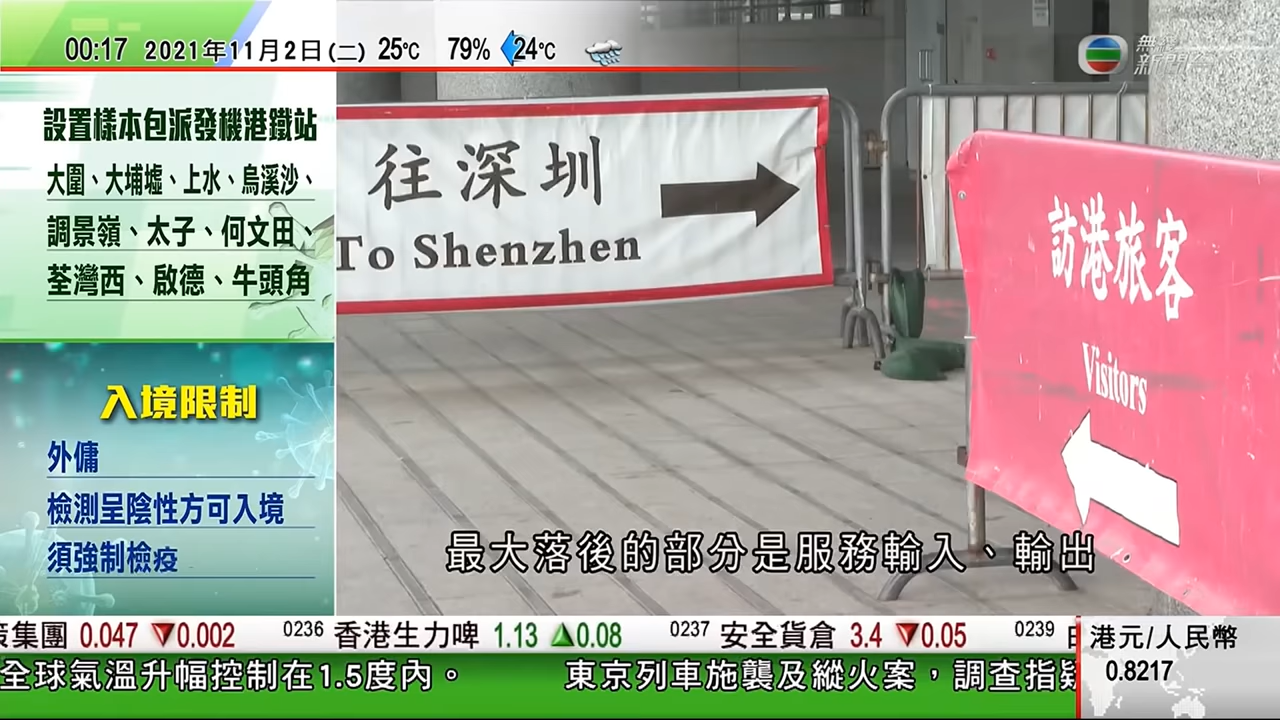 00:17 2021年11月2日(二) 25℃ 79% 24℃
無綫新聞台
設置樣本包派發機港鐵站
大圍、大埔墟、上水、烏溪沙、
調景嶺、太子、何文田、
荃灣西、啟德、牛頭角
入境限制
外傭
檢測呈陰性方可入境
須強制檢疫
往深圳
To Shenzhen
訪港旅客
Visitors
最大落後的部分是服務輸入、輸出
集團 0.047 ▼0.002 0236 香港生力啤 1.13 ▲0.08 0237 安全貨倉 3.4 ▼0.05 0239
港元/人民幣
0.8217
全球氣溫升幅控制在1.5度內。 東京列車施襲及縱火案，調查指